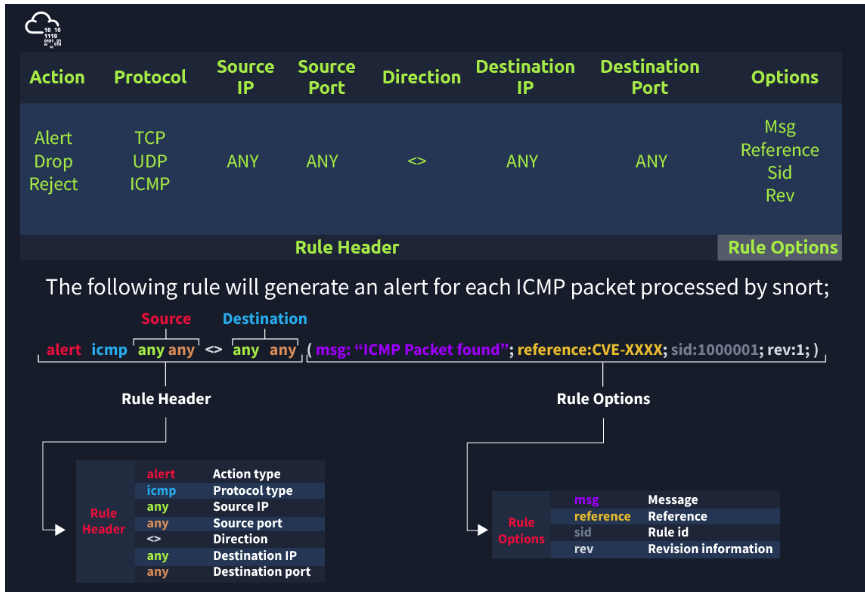 10 10
1110
Action Protocol Source IP Source Port Direction Destination IP Destination Port Options
Alert TCP Msg
Drop UDP ANY ANY <> ANY ANY Reference
Reject ICMP Sid
Rev
Rule Header Rule Options
The following rule will generate an alert for each ICMP packet processed by snort;
Source Destination
alert icmp any any <> any any ( msg: “ICMP Packet found”; reference:CVE-XXXX; sid:1000001; rev:1; )
Rule Header Rule Options
Rule Header
alert Action type
icmp Protocol type
any Source IP
any Source port
<> Direction
any Destination IP
any Destination port
Rule Options
msg Message
reference Reference
sid Rule id
rev Revision information